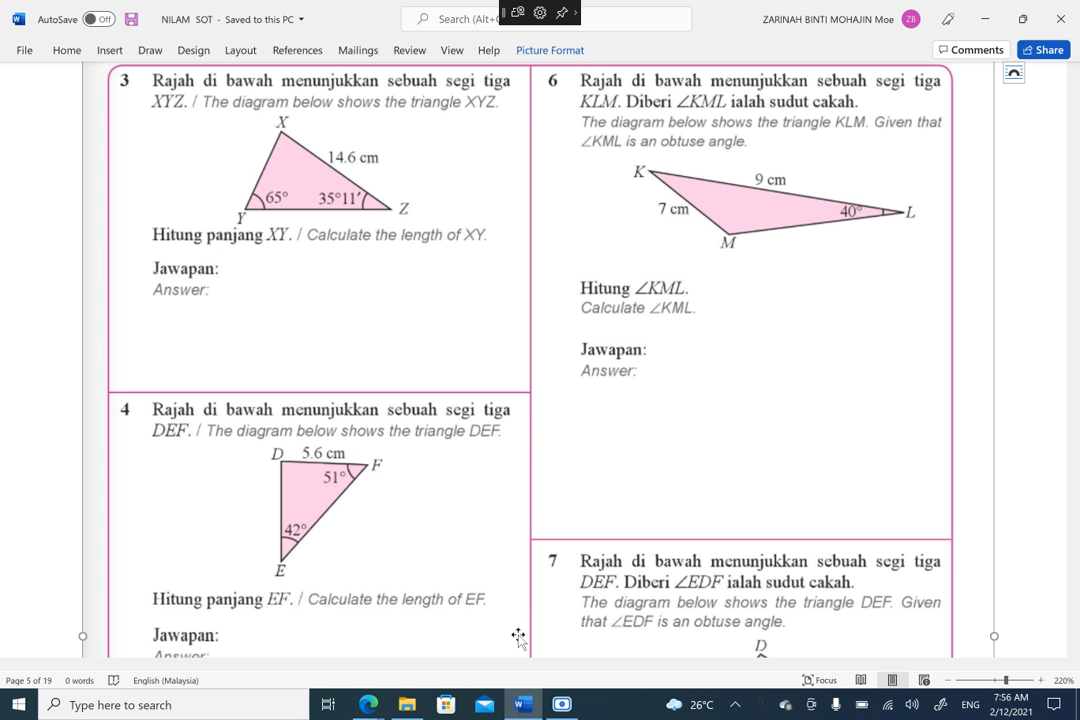 AutoSave Off NILAM SOT - Saved to this PC Search (Alt+ ZARINAH BINTI MOHAJIN Moe ZB
File Home Insert Draw Design Layout References Mailings Review View Help Picture Format Comments Share
3 Rajah di bawah menunjukkan sebuah segi tiga
XYZ. / The diagram below shows the triangle XYZ.
X
14.6 cm
65° 35°11′
Y Z
Hitung panjang XY. / Calculate the length of XY.
Jawapan:
Answer:
4 Rajah di bawah menunjukkan sebuah segi tiga
DEF. / The diagram below shows the triangle DEF.
D 5.6 cm F
51°
42°
E
Hitung panjang EF. / Calculate the length of EF.
Jawapan:
Answer:
6 Rajah di bawah menunjukkan sebuah segi tiga
KLM. Diberi ∠KML ialah sudut cakah.
The diagram below shows the triangle KLM. Given that
∠KML is an obtuse angle.
K 9 cm
7 cm 40° L
M
Hitung ∠KML.
Calculate ∠KML.
Jawapan:
Answer:
7 Rajah di bawah menunjukkan sebuah segi tiga
DEF. Diberi ∠EDF ialah sudut cakah.
The diagram below shows the triangle DEF. Given
that ∠EDF is an obtuse angle.
D
Page 5 of 19 0 words English (Malaysia) Focus 220%
Type here to search 26°C ENG 7:56 AM
2/12/2021